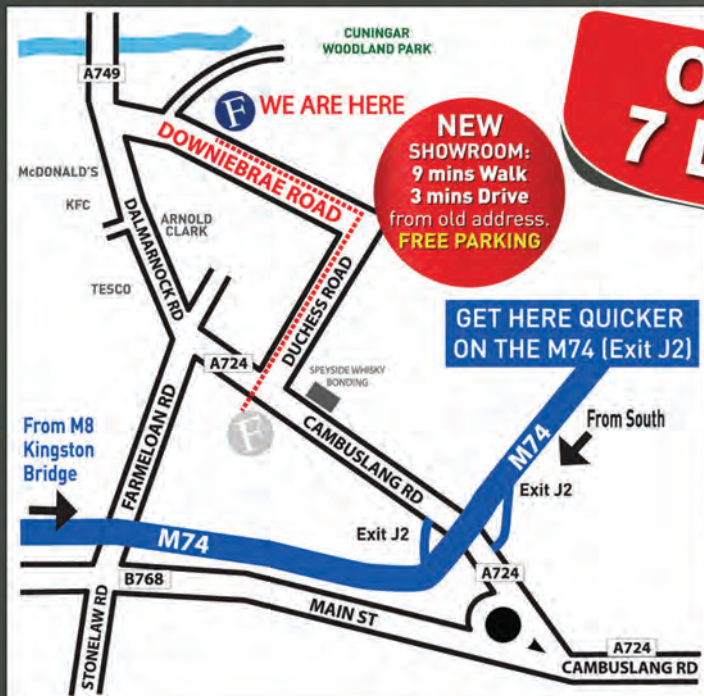 CUNINGAR
WOODLAND PARK
A749
F WE ARE HERE
DOWNIEBRAE ROAD
NEW
SHOWROOM:
9 mins Walk
3 mins Drive
from old address.
FREE PARKING
7
McDONALD'S
KFC
ARNOLD
CLARK
DALMARNOCK RD
TESCO
DUCHESS ROAD
GET HERE QUICKER
ON THE M74 (Exit J2)
A724
SPEYSIDE WHISKY
BONDING
F
CAMBUSLANG RD
FARMELOAN RD
From M8
Kingston
Bridge
M74
From South
Exit J2
Exit J2
M74
A724
B768
MAIN ST
STONELAW RD
A724
CAMBUSLANG RD